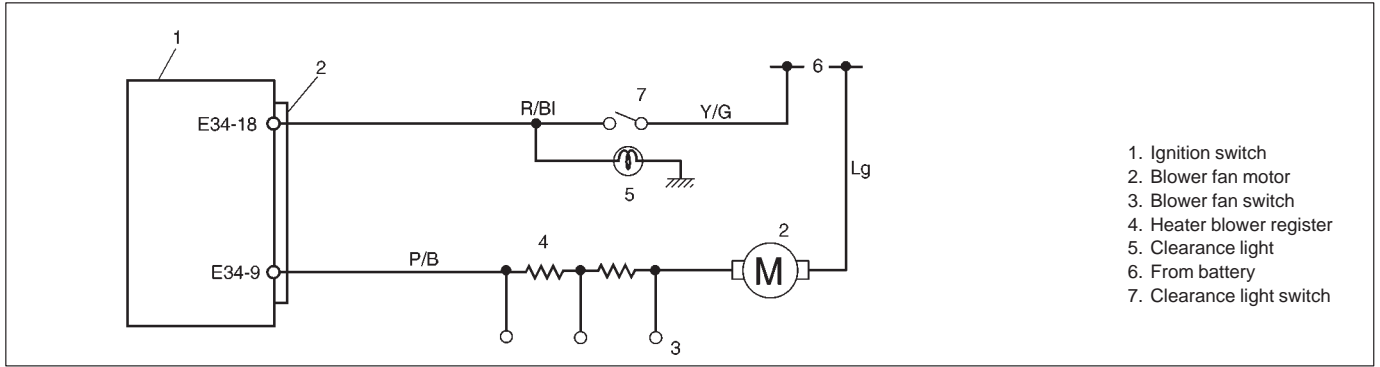 1
2
E34-18
R/Bl
7
Y/G
6
5
Lg
E34-9
P/B
4
3
2
M
1. Ignition switch
2. Blower fan motor
3. Blower fan switch
4. Heater blower register
5. Clearance light
6. From battery
7. Clearance light switch